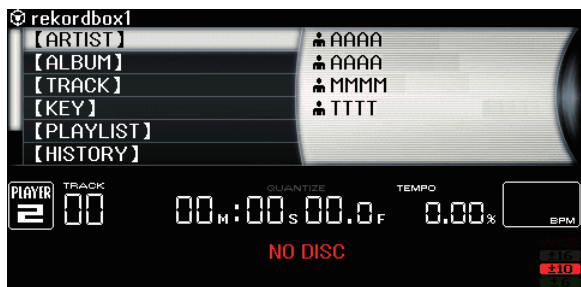 rekordbox1
【ARTIST】 AAAA
【ALBUM】 AAAA
【TRACK】 MMMM
【KEY】 TTTT
【PLAYLIST】
【HISTORY】
PLAYER 2 TRACK 00 QUANTIZE 00M:00S00.0F TEMPO 0.00% BPM
NO DISC
±16
±10
±6